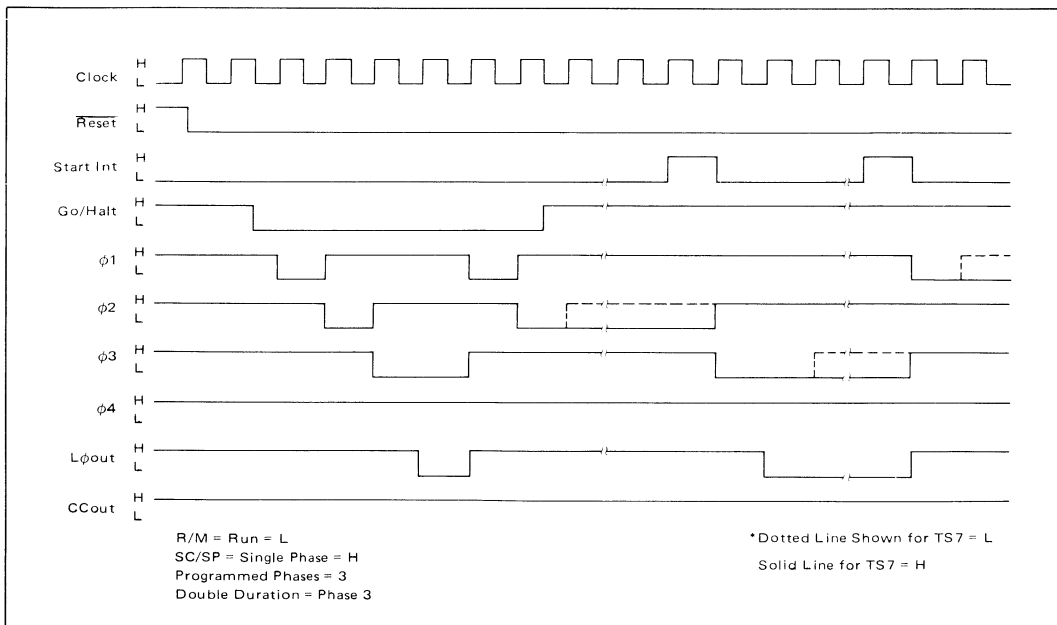 Clock H
L
Reset H
L
Start Int H
L
Go/Halt H
L
ϕ1 H
L
ϕ2 H
L
ϕ3 H
L
ϕ4 H
L
Lϕout H
L
CCout H
L
R/M = Run = L
SC/SP = Single Phase = H
Programmed Phases = 3
Double Duration = Phase 3
*Dotted Line Shown for TS7 = L
Solid Line for TS7 = H